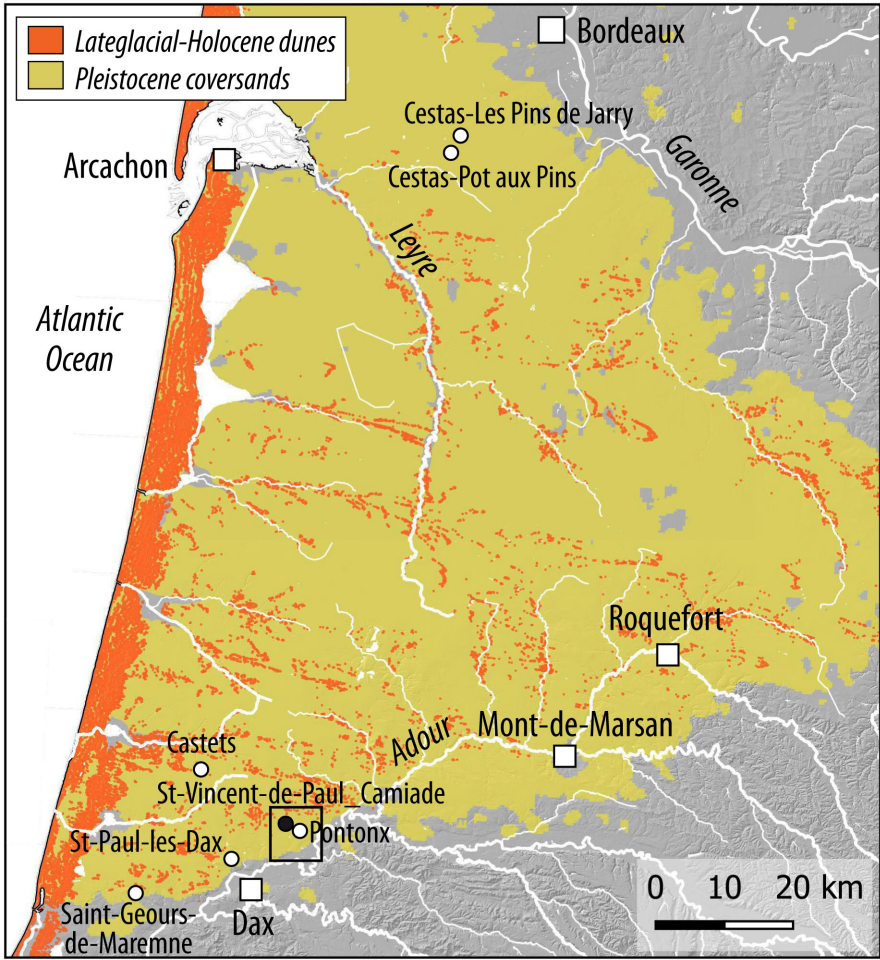 Lateglacial-Holocene dunes
Pleistocene coversands
Bordeaux
Cestas-Les Pins de Jarry
Arcachon
Cestas-Pot aux Pins
Garonne
Leyre
Atlantic
Ocean
Roquefort
Adour
Mont-de-Marsan
Castets
St-Vincent-de-Paul_Camiade
St-Paul-les-Dax
Pontonx
0 10 20 km
Saint-Geours-
de-Maremne
Dax